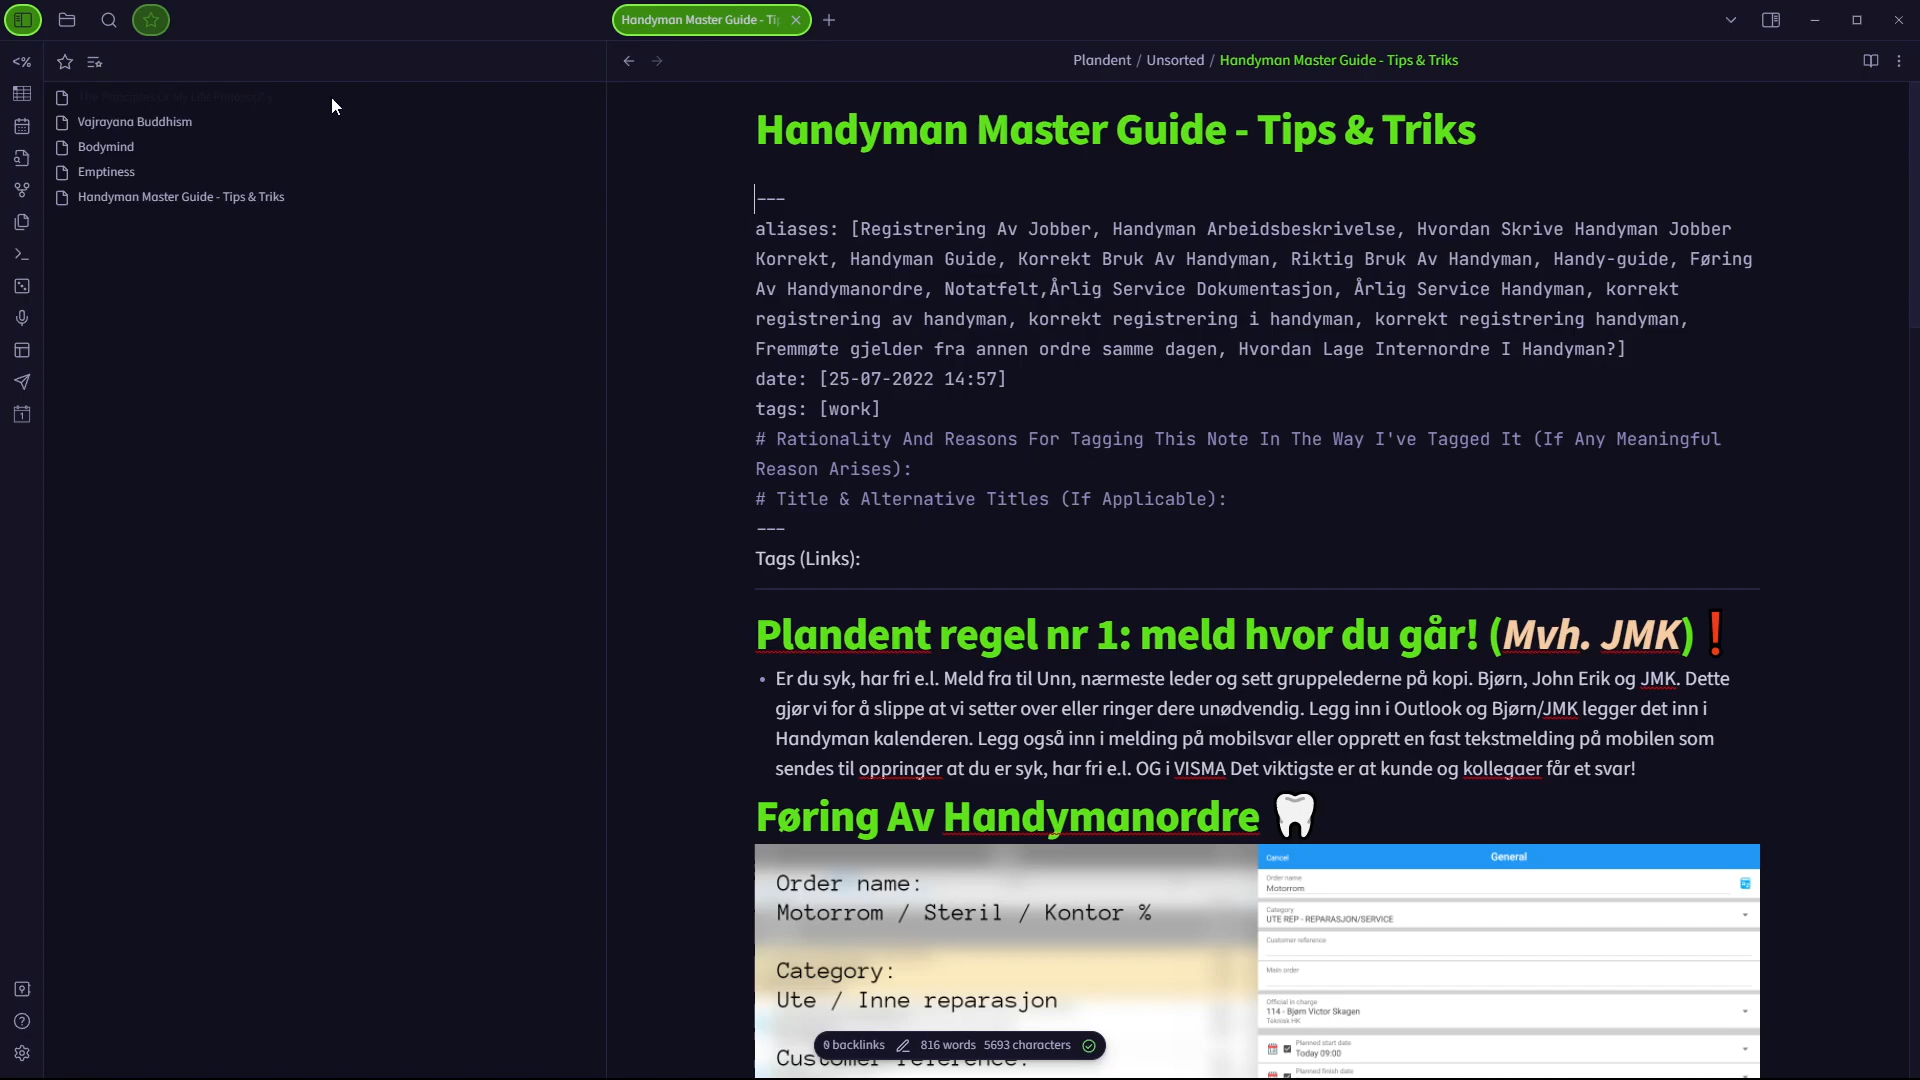 Handyman Master Guide - Ti
Plandent / Unsorted / Handyman Master Guide - Tips & Triks
Vajrayana Buddhism
Bodymind
Emptiness
Handyman Master Guide - Tips & Triks
Handyman Master Guide - Tips & Triks
---
aliases: [Registrering Av Jobber, Handyman Arbeidsbeskrivelse, Hvordan Skrive Handyman Jobber
Korrekt, Handyman Guide, Korrekt Bruk Av Handyman, Riktig Bruk Av Handyman, Handy-guide, Føring
Av Handymanordre, Notatfelt,Årlig Service Dokumentasjon, Årlig Service Handyman, korrekt
registrering av handyman, korrekt registrering i handyman, korrekt registrering handyman,
Fremmøte gjelder fra annen ordre samme dagen, Hvordan Lage Internordre I Handyman?]
date: [25-07-2022 14:57]
tags: [work]
# Rationality And Reasons For Tagging This Note In The Way I've Tagged It (If Any Meaningful
Reason Arises):
# Title & Alternative Titles (If Applicable):
---
Tags (Links):
Plandent regel nr 1: meld hvor du går! (Mvh. JMK)❗
• Er du syk, har fri e.l. Meld fra til Unn, nærmeste leder og sett gruppelederne på kopi. Bjørn, John Erik og JMK. Dette
gjør vi for å slippe at vi setter over eller ringer dere unødvendig. Legg inn i Outlook og Bjørn/JMK legger det inn i
Handyman kalenderen. Legg også inn i melding på mobilsvar eller opprett en fast tekstmelding på mobilen som
sendes til oppringer at du er syk, har fri e.l. OG i VISMA Det viktigste er at kunde og kollegaer får et svar!
Føring Av Handymanordre 🦷
Order name:
Motorrom / Steril / Kontor %
Category:
Ute / Inne reparasjon
Customer reference:
Cancel
General
Order name
Motorrom
Category
UTE REP - REPARASJON/SERVICE
Customer reference
Main order
Official in charge
114 - Bjørn Victor Skagen
Teknisk HK
Planned start date
Today 09:00
Planned finish date
0 backlinks 816 words 5693 characters